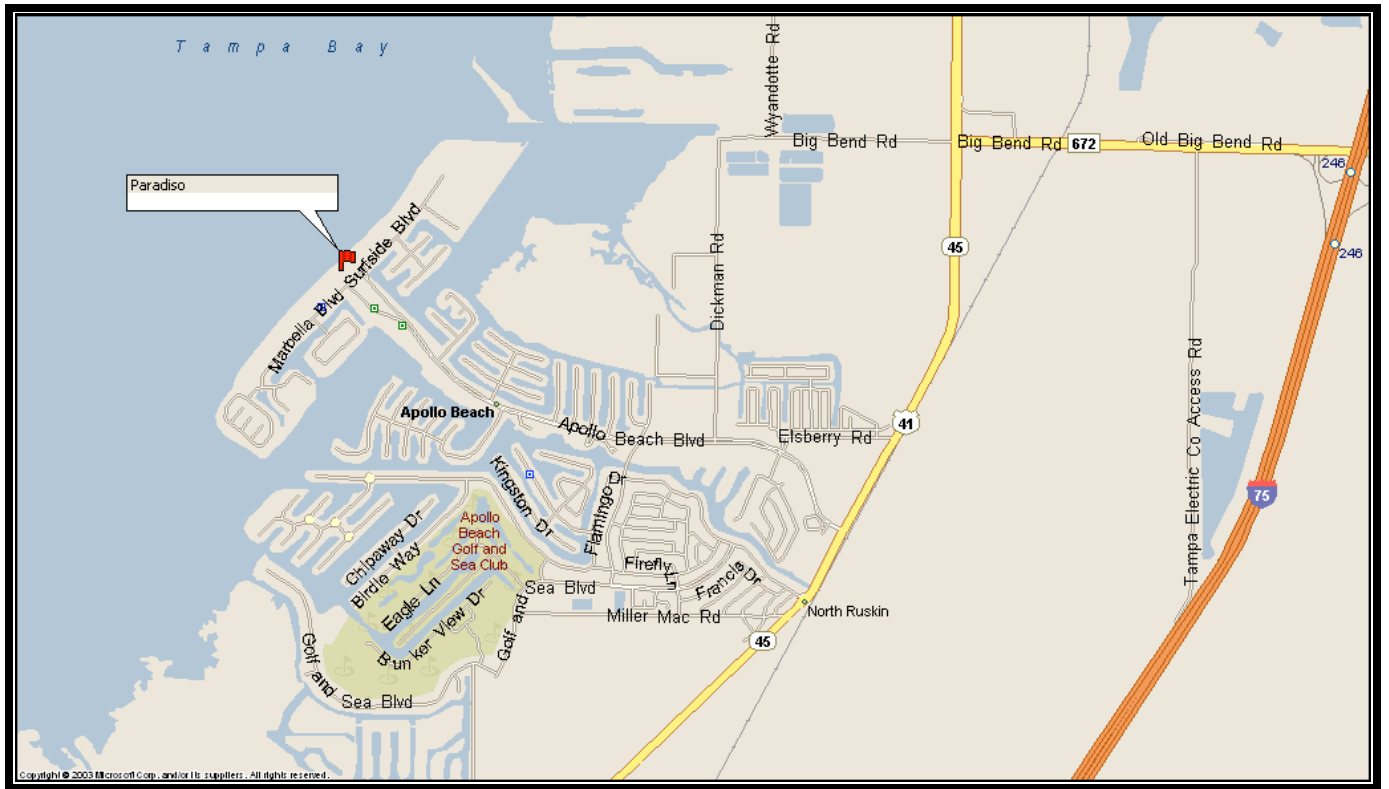 Tampa Bay
Wyandotte Rd
Big Bend Rd
Big Bend Rd
672
Old Big Bend Rd
246
Paradiso
Surfside Blvd
Dickman Rd
45
246
Marbella Blvd
Tampa Electric Co Access Rd
Apollo Beach
Apollo Beach Blvd
Elsberry Rd
41
Kingston Dr
Flamingo Dr
75
Apollo
Beach
Golf and
Sea Club
Chipaway Dr
Birdie Way
Eagle Ln
Bunker View Dr
Firefly Ln
Francis Dr
Golf and Sea Blvd
Miller Mac Rd
North Ruskin
45
Golf and Sea Blvd
Copyright © 2003 Microsoft Corp. and/or its suppliers. All rights reserved.